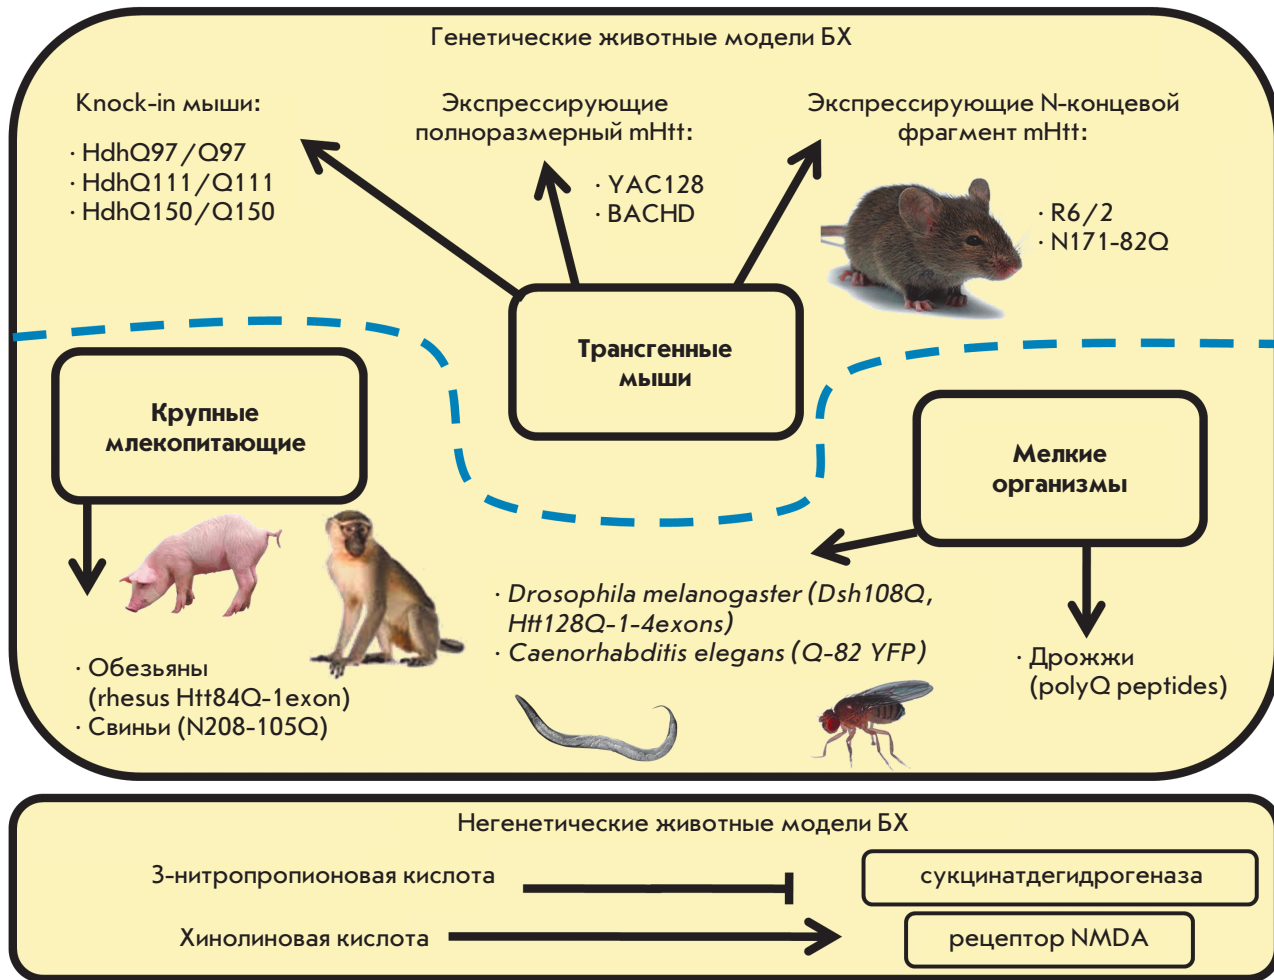 Генетические животные модели БХ
Knock-in мыши:
· HdhQ97/Q97
· HdhQ111/Q111
· HdhQ150/Q150
Экспрессирующие
полноразмерный mHtt:
· YAC128
· BACHD
Экспрессирующие N-концевой
фрагмент mHtt:
· R6/2
· N171-82Q
Трансгенные
мыши
Крупные
млекопитающие
Мелкие
организмы
· Обезьяны
(rhesus Htt84Q-1exon)
· Свиньи (N208-105Q)
· Drosophila melanogaster (Dsh108Q,
Htt128Q-1-4exons)
· Caenorhabditis elegans (Q-82 YFP)
· Дрожжи
(polyQ peptides)
Негенетические животные модели БХ
3-нитропропионовая кислота
сукцинатдегидрогеназа
Хинолиновая кислота
рецептор NMDA